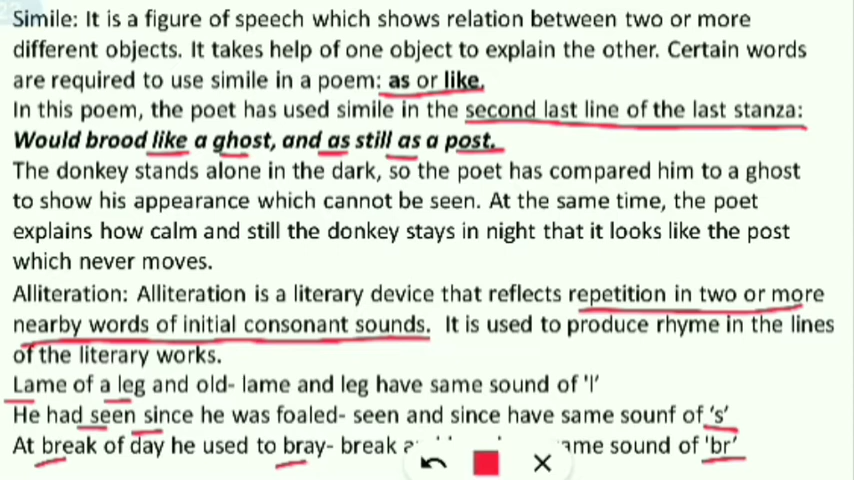 Simile: It is a figure of speech which shows relation between two or more
different objects. It takes help of one object to explain the other. Certain words
are required to use simile in a poem: as or like.
In this poem, the poet has used simile in the second last line of the last stanza:
Would brood like a ghost, and as still as a post.
The donkey stands alone in the dark, so the poet has compared him to a ghost
to show his appearance which cannot be seen. At the same time, the poet
explains how calm and still the donkey stays in night that it looks like the post
which never moves.
Alliteration: Alliteration is a literary device that reflects repetition in two or more
nearby words of initial consonant sounds. It is used to produce rhyme in the lines
of the literary works.
Lame of a leg and old- lame and leg have same sound of 'l'
He had seen since he was foaled- seen and since have same sounf of 's'
At break of day he used to bray- break sound of 'br'